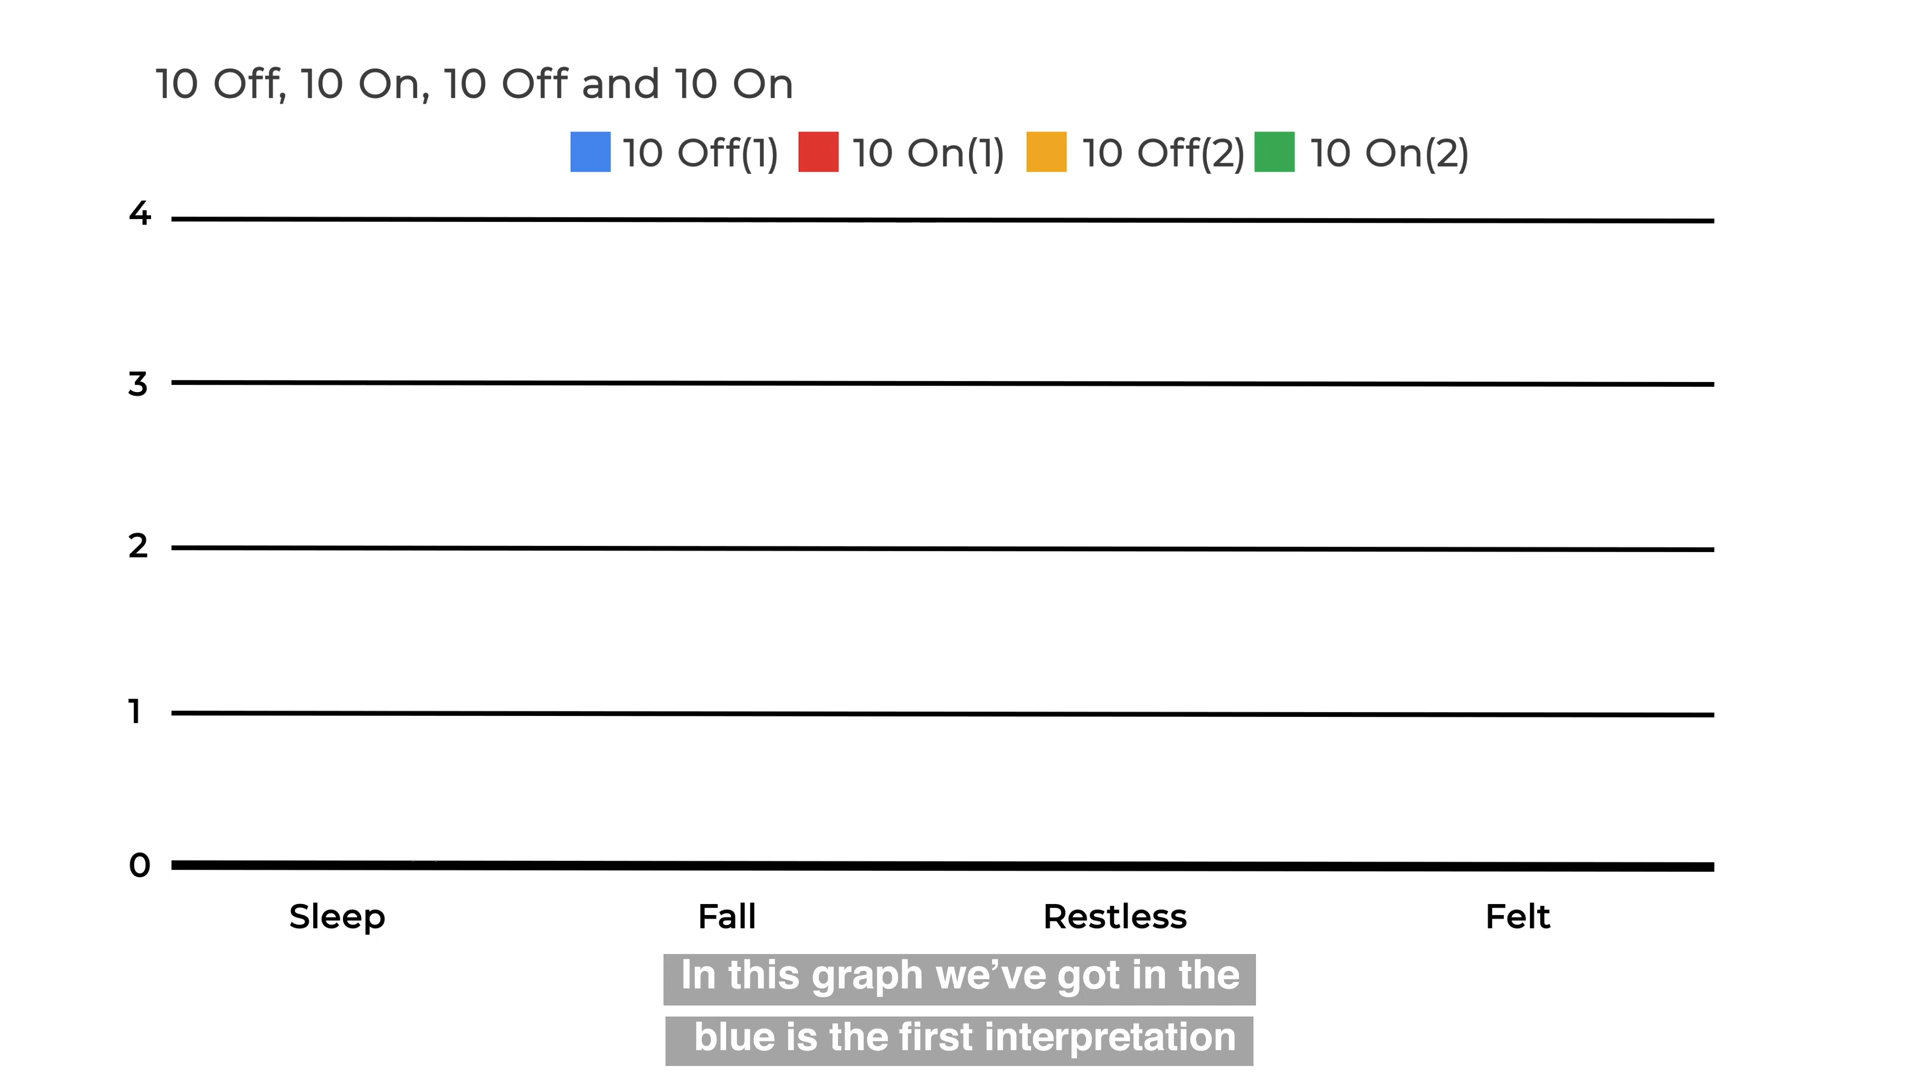 10 Off, 10 On, 10 Off and 10 On
10 Off(1) 10 On(1) 10 Off(2) 10 On(2)
4
3
2
1
0
Sleep Fall Restless Felt
In this graph we’ve got in the
blue is the first interpretation